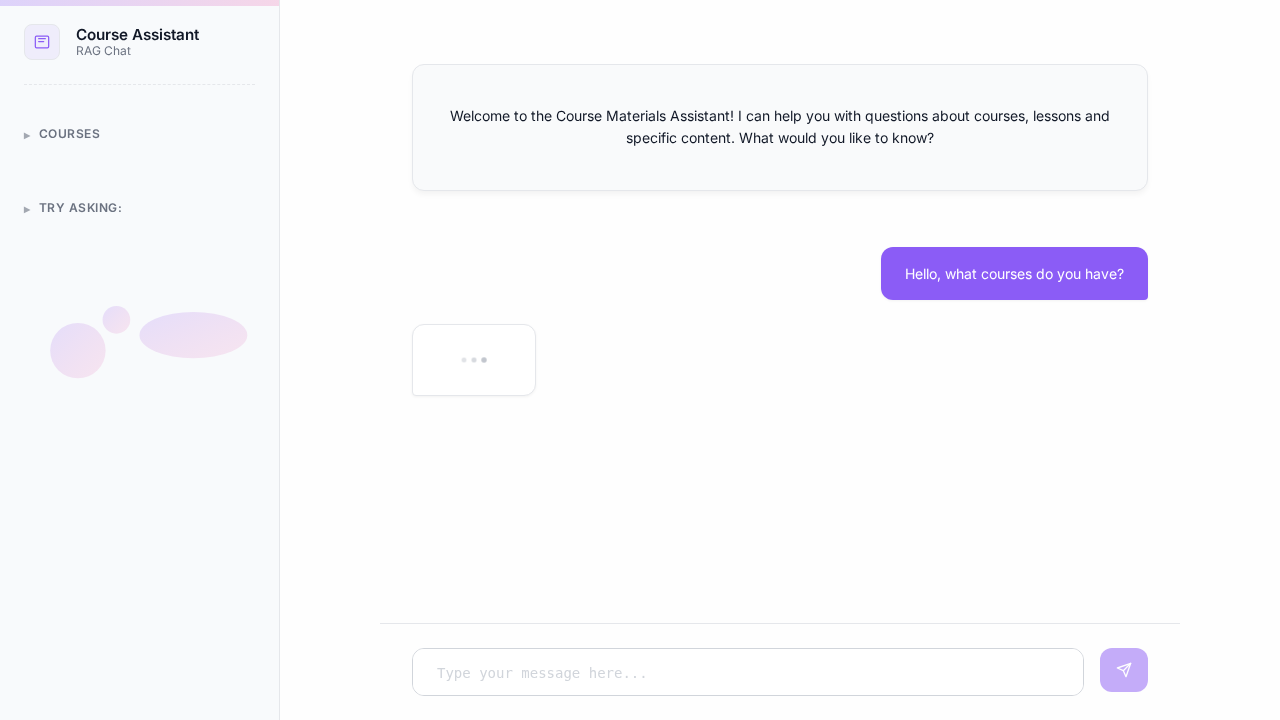 Course Assistant
RAG Chat
▶ COURSES
▶ TRY ASKING:
Welcome to the Course Materials Assistant! I can help you with questions about courses, lessons and
specific content. What would you like to know?
Hello, what courses do you have?
Type your message here...